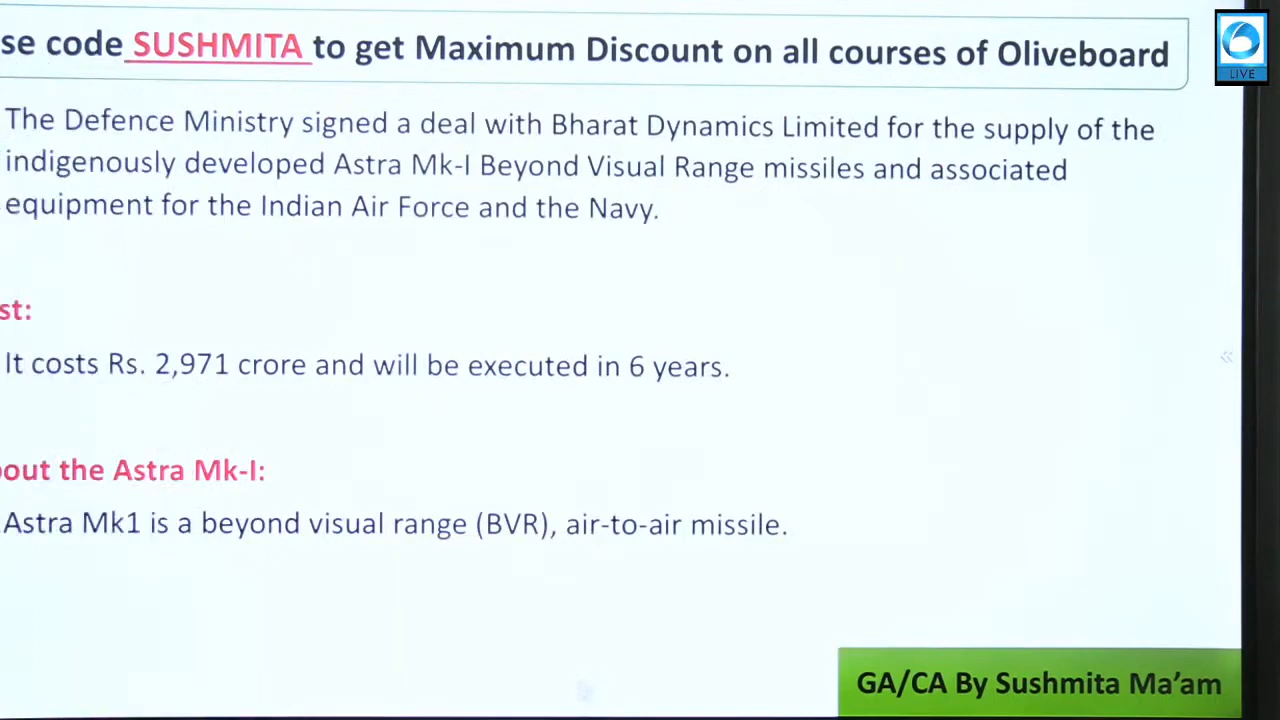 se code SUSHMITA to get Maximum Discount on all courses of Oliveboard
LIVE
The Defence Ministry signed a deal with Bharat Dynamics Limited for the supply of the
indigenously developed Astra Mk-I Beyond Visual Range missiles and associated
equipment for the Indian Air Force and the Navy.
st:
It costs Rs. 2,971 crore and will be executed in 6 years.
out the Astra Mk-I:
Astra Mk1 is a beyond visual range (BVR), air-to-air missile.
GA/CA By Sushmita Ma’am